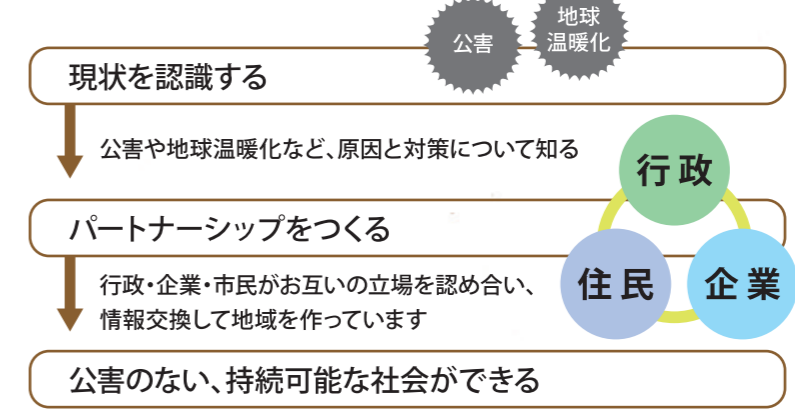 公害
地球
温暖化
現状を認識する
公害や地球温暖化など、原因と対策について知る
行政
パートナーシップをつくる
住民
企業
行政・企業・市民がお互いの立場を認め合い、
情報交換して地域を作っています
公害のない、持続可能な社会ができる